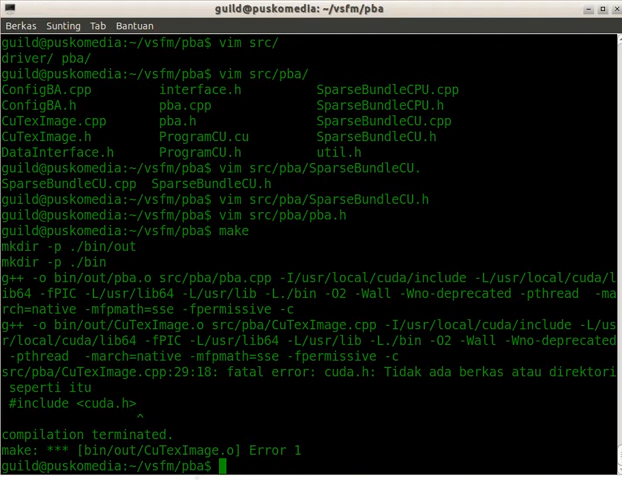 guild@puskomedia: ~/vsfm/pba
Berkas Sunting Tab Bantuan
guild@puskomedia:~/vsfm/pba$ vim src/
driver/ pba/
guild@puskomedia:~/vsfm/pba$ vim src/pba/
ConfigBA.cpp interface.h SparseBundleCPU.cpp
ConfigBA.h pba.cpp SparseBundleCPU.h
CuTexImage.cpp pba.h SparseBundleCU.cpp
CuTexImage.h ProgramCU.cu SparseBundleCU.h
DataInterface.h ProgramCU.h util.h
guild@puskomedia:~/vsfm/pba$ vim src/pba/SparseBundleCU.
SparseBundleCU.cpp SparseBundleCU.h
guild@puskomedia:~/vsfm/pba$ vim src/pba/SparseBundleCU.h
guild@puskomedia:~/vsfm/pba$ vim src/pba/pba.h
guild@puskomedia:~/vsfm/pba$ make
mkdir -p ./bin/out
mkdir -p ./bin
g++ -o bin/out/pba.o src/pba/pba.cpp -I/usr/local/cuda/include -L/usr/local/cuda/l
ib64 -fPIC -L/usr/lib64 -L/usr/lib -L./bin -O2 -Wall -Wno-deprecated -pthread -ma
rch=native -mfpmath=sse -fpermissive -c
g++ -o bin/out/CuTexImage.o src/pba/CuTexImage.cpp -I/usr/local/cuda/include -L/us
r/local/cuda/lib64 -fPIC -L/usr/lib64 -L/usr/lib -L./bin -O2 -Wall -Wno-deprecated
-pthread -march=native -mfpmath=sse -fpermissive -c
src/pba/CuTexImage.cpp:29:18: fatal error: cuda.h: Tidak ada berkas atau direktori
seperti itu
#include <cuda.h>
^
compilation terminated.
make: *** [bin/out/CuTexImage.o] Error 1
guild@puskomedia:~/vsfm/pba$